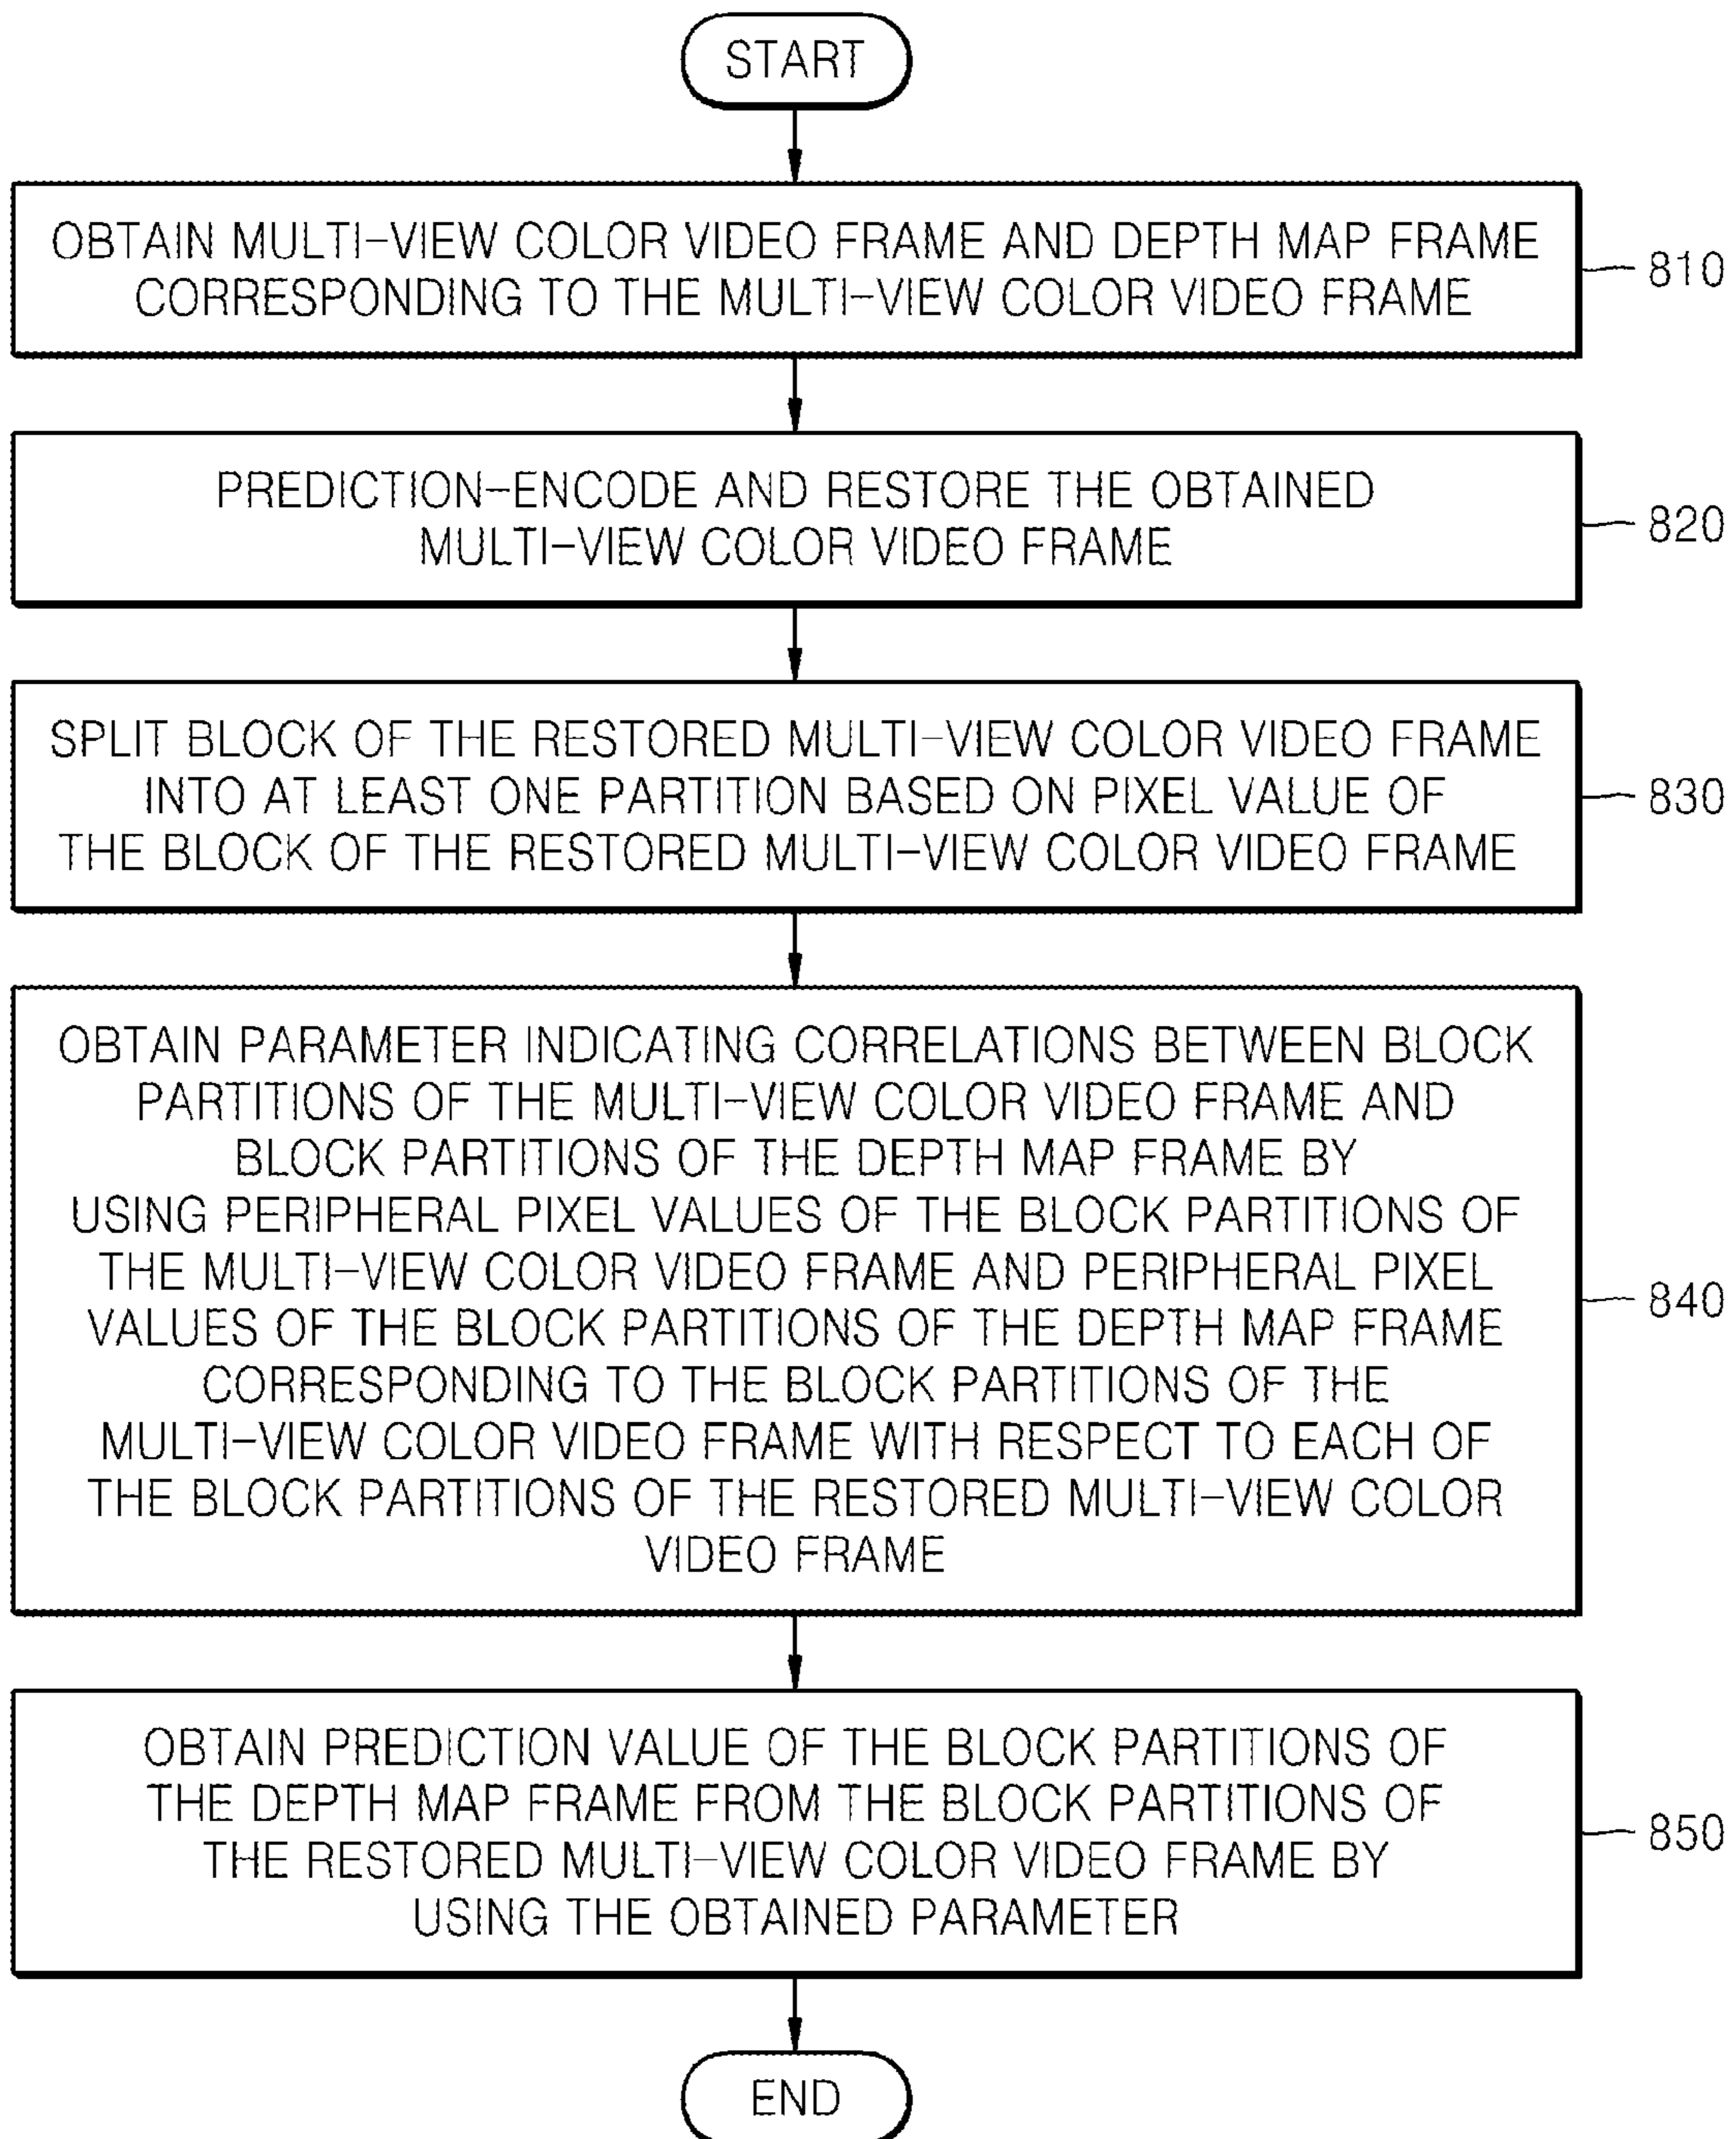 START
OBTAIN MULTI-VIEW COLOR VIDEO FRAME AND DEPTH MAP FRAME
CORRESPONDING TO THE MULTI-VIEW COLOR VIDEO FRAME
810
PREDICTION-ENCODE AND RESTORE THE OBTAINED
MULTI-VIEW COLOR VIDEO FRAME
820
SPLIT BLOCK OF THE RESTORED MULTI-VIEW COLOR VIDEO FRAME
INTO AT LEAST ONE PARTITION BASED ON PIXEL VALUE OF
THE BLOCK OF THE RESTORED MULTI-VIEW COLOR VIDEO FRAME
830
OBTAIN PARAMETER INDICATING CORRELATIONS BETWEEN BLOCK
PARTITIONS OF THE MULTI-VIEW COLOR VIDEO FRAME AND
BLOCK PARTITIONS OF THE DEPTH MAP FRAME BY
USING PERIPHERAL PIXEL VALUES OF THE BLOCK PARTITIONS OF
THE MULTI-VIEW COLOR VIDEO FRAME AND PERIPHERAL PIXEL
VALUES OF THE BLOCK PARTITIONS OF THE DEPTH MAP FRAME
CORRESPONDING TO THE BLOCK PARTITIONS OF THE
MULTI-VIEW COLOR VIDEO FRAME WITH RESPECT TO EACH OF
THE BLOCK PARTITIONS OF THE RESTORED MULTI-VIEW COLOR
VIDEO FRAME
840
OBTAIN PREDICTION VALUE OF THE BLOCK PARTITIONS OF
THE DEPTH MAP FRAME FROM THE BLOCK PARTITIONS OF
THE RESTORED MULTI-VIEW COLOR VIDEO FRAME BY
USING THE OBTAINED PARAMETER
850
END